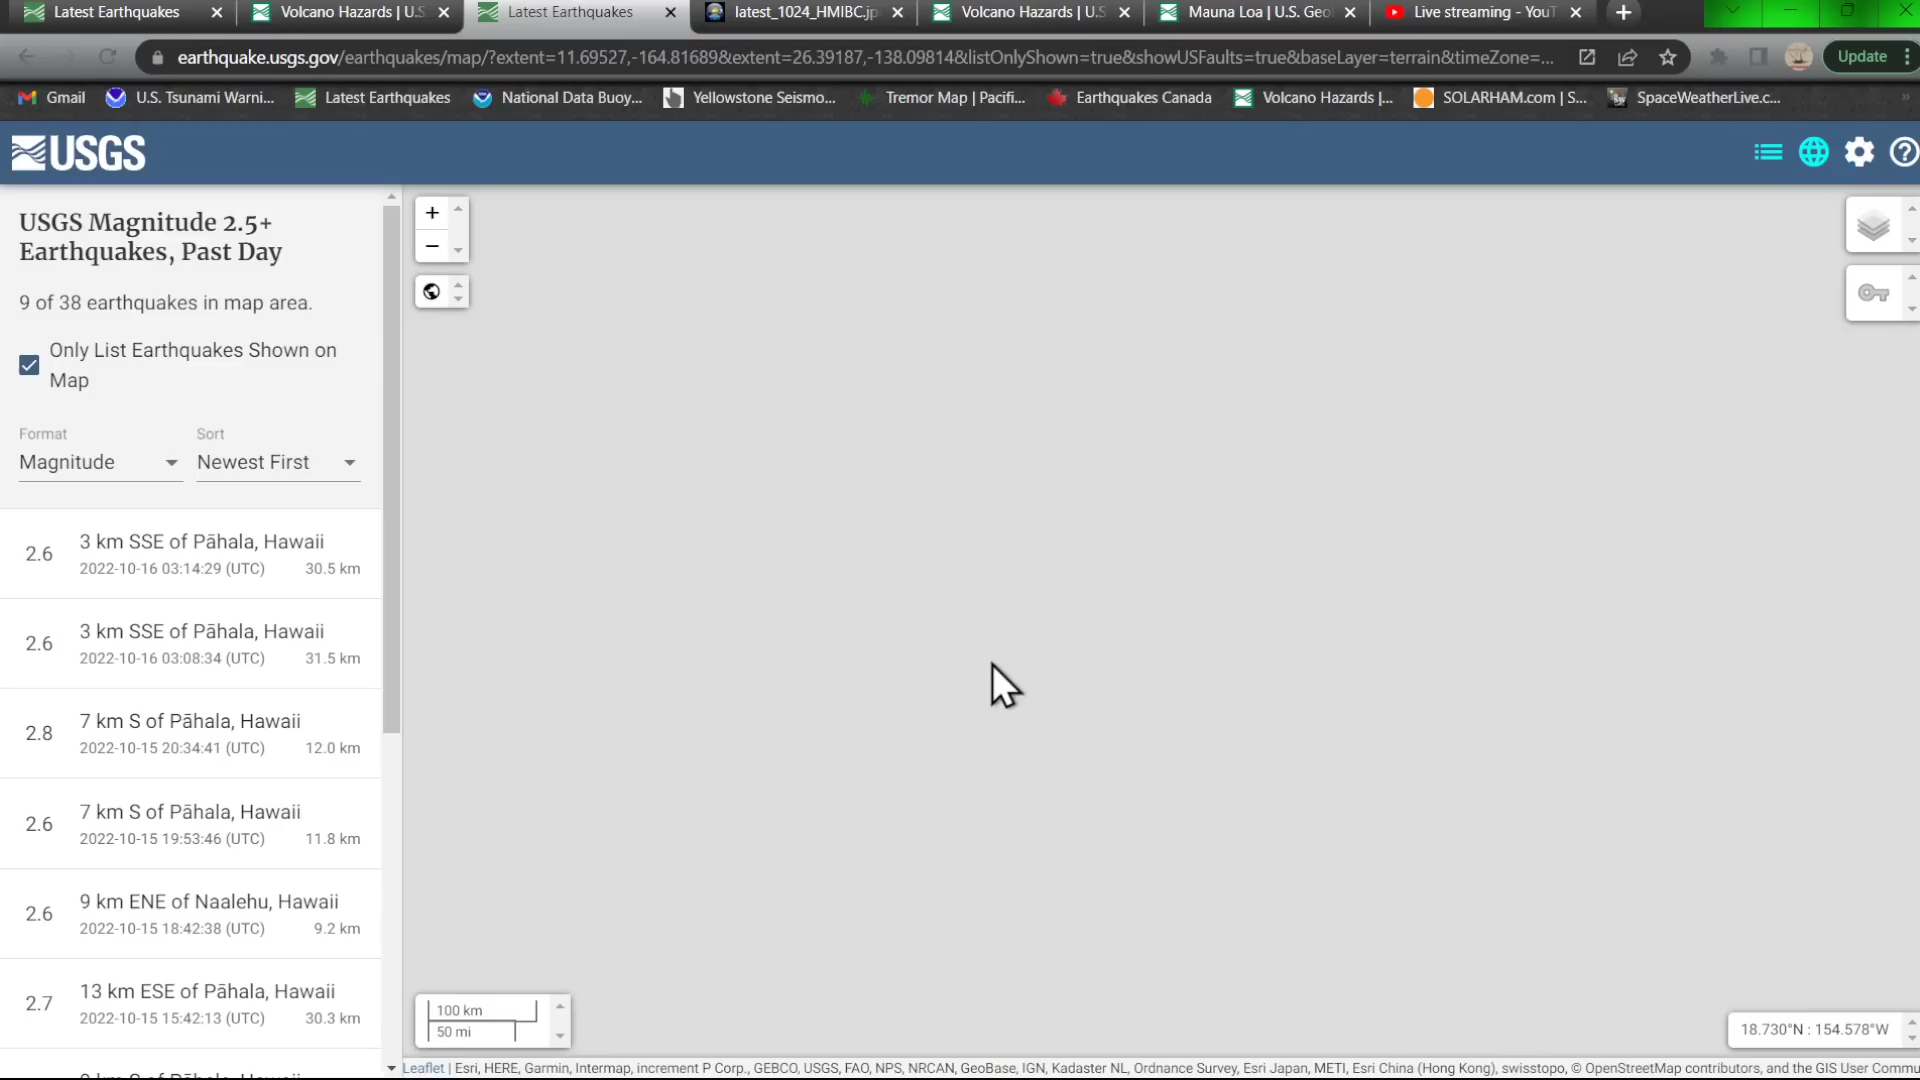 Latest Earthquakes
Volcano Hazards | U.S
Latest Earthquakes
latest_1024_HMIBC.jp
Volcano Hazards | U.S
Mauna Loa | U.S. Geo
Live streaming - YouT
earthquake.usgs.gov/earthquakes/map/?extent=11.69527,-164.81689&extent=26.39187,-138.09814&listOnlyShown=true&showUSFaults=true&baseLayer=terrain&timeZone=...
Update
Gmail
U.S. Tsunami Warni...
Latest Earthquakes
National Data Buoy...
Yellowstone Seismo...
Tremor Map | Pacifi...
Earthquakes Canada
Volcano Hazards |...
SOLARHAM.com | S...
SpaceWeatherLive.c...
USGS
USGS Magnitude 2.5+
Earthquakes, Past Day
9 of 38 earthquakes in map area.
Only List Earthquakes Shown on
Map
Format
Sort
Magnitude
Newest First
2.6
3 km SSE of Pāhala, Hawaii
2022-10-16 03:14:29 (UTC)
30.5 km
2.6
3 km SSE of Pāhala, Hawaii
2022-10-16 03:08:34 (UTC)
31.5 km
2.8
7 km S of Pāhala, Hawaii
2022-10-15 20:34:41 (UTC)
12.0 km
2.6
7 km S of Pāhala, Hawaii
2022-10-15 19:53:46 (UTC)
11.8 km
2.6
9 km ENE of Naalehu, Hawaii
2022-10-15 18:42:38 (UTC)
9.2 km
2.7
13 km ESE of Pāhala, Hawaii
2022-10-15 15:42:13 (UTC)
30.3 km
100 km
50 mi
18.730°N : 154.578°W
Leaflet | Esri, HERE, Garmin, Intermap, increment P Corp., GEBCO, USGS, FAO, NPS, NRCAN, GeoBase, IGN, Kadaster NL, Ordnance Survey, Esri Japan, METI, Esri China (Hong Kong), swisstopo, © OpenStreetMap contributors, and the GIS User Commu